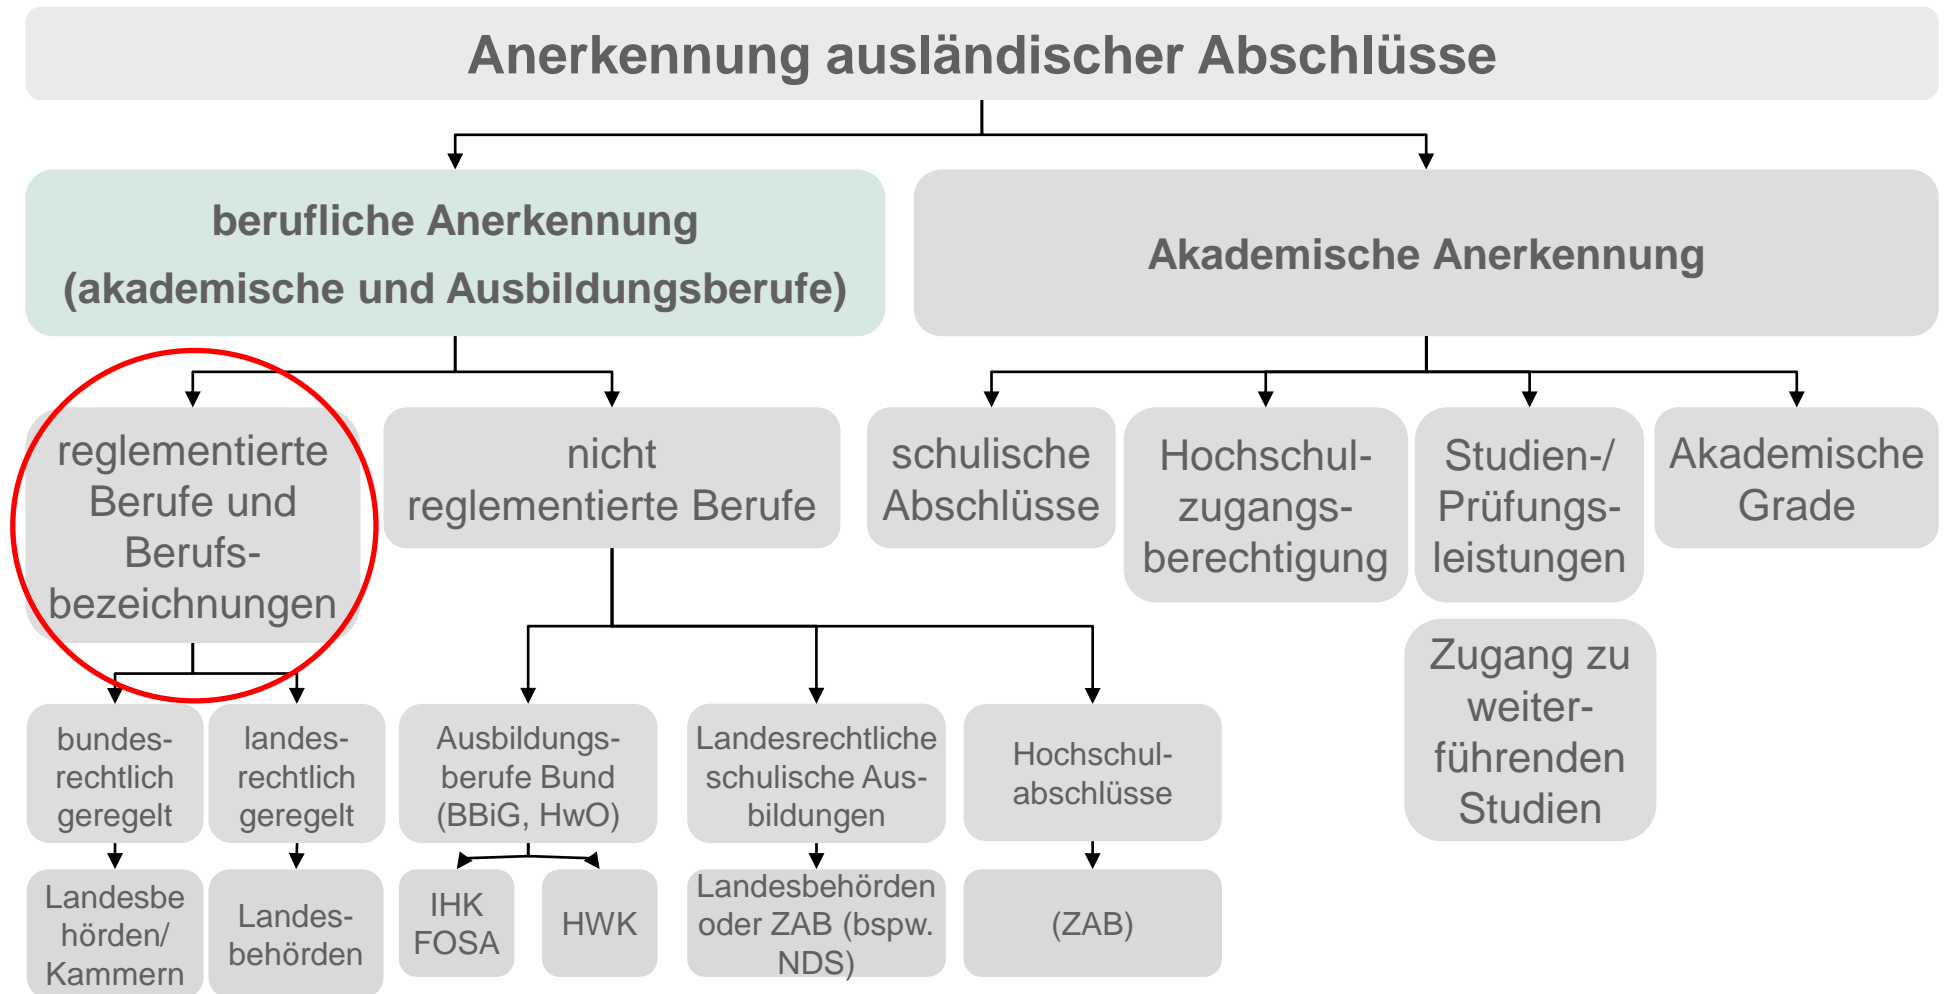 Anerkennung ausländischer Abschlüsse
berufliche Anerkennung
(akademische und Ausbildungsberufe)
Akademische Anerkennung
reglementierte
Berufe und
Berufs-
bezeichnungen
nicht
reglementierte Berufe
schulische
Abschlüsse
Hochschul-
zugangs-
berechtigung
Studien-/
Prüfungs-
leistungen
Akademische
Grade
Zugang zu
weiter-
führenden
Studien
bundes-
rechtlich
geregelt
landes-
rechtlich
geregelt
Ausbildungs-
berufe Bund
(BBiG, HwO)
Landesrechtliche
schulische Aus-
bildungen
Hochschul-
abschlüsse
Landesbe
hörden/
Kammern
Landes-
behörden
IHK
FOSA
HWK
Landesbehörden
oder ZAB (bspw.
NDS)
(ZAB)